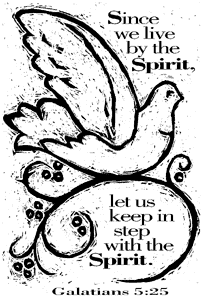 Since
we live
by the
Spirit,
let us
keep in
step
with the
Spirit.
Galatians 5:25